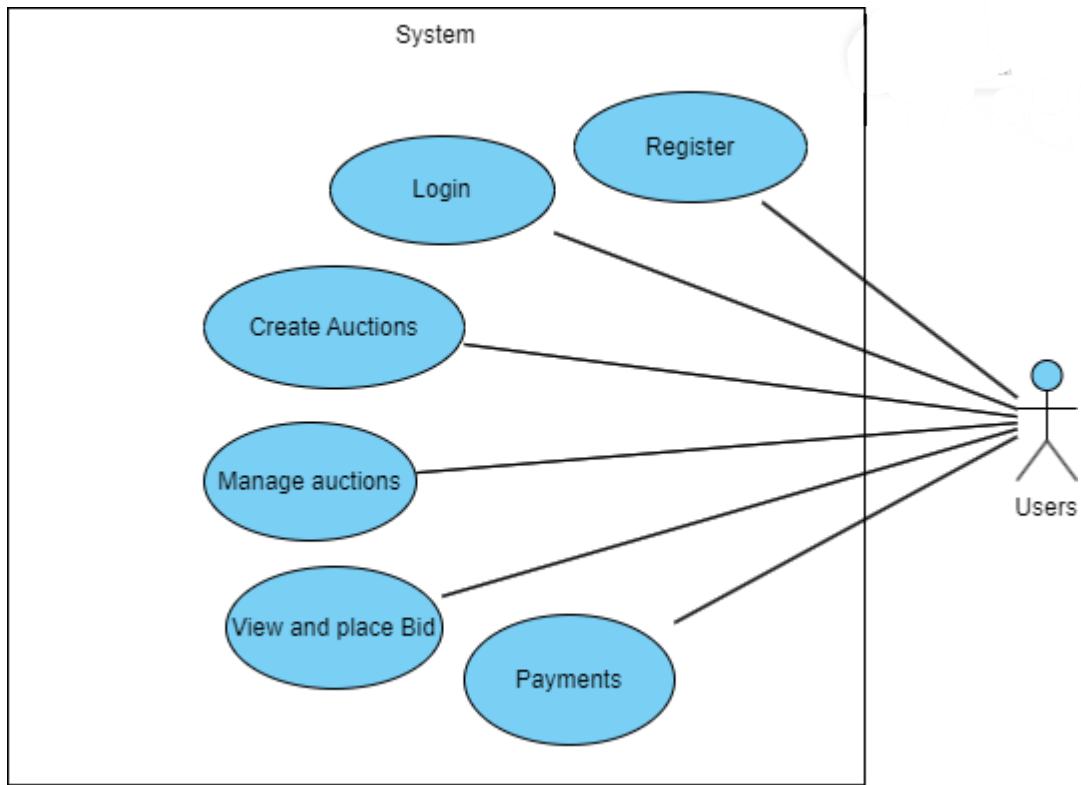 System
Register
Login
Create Auctions
Manage auctions
Users
View and place Bid
Payments